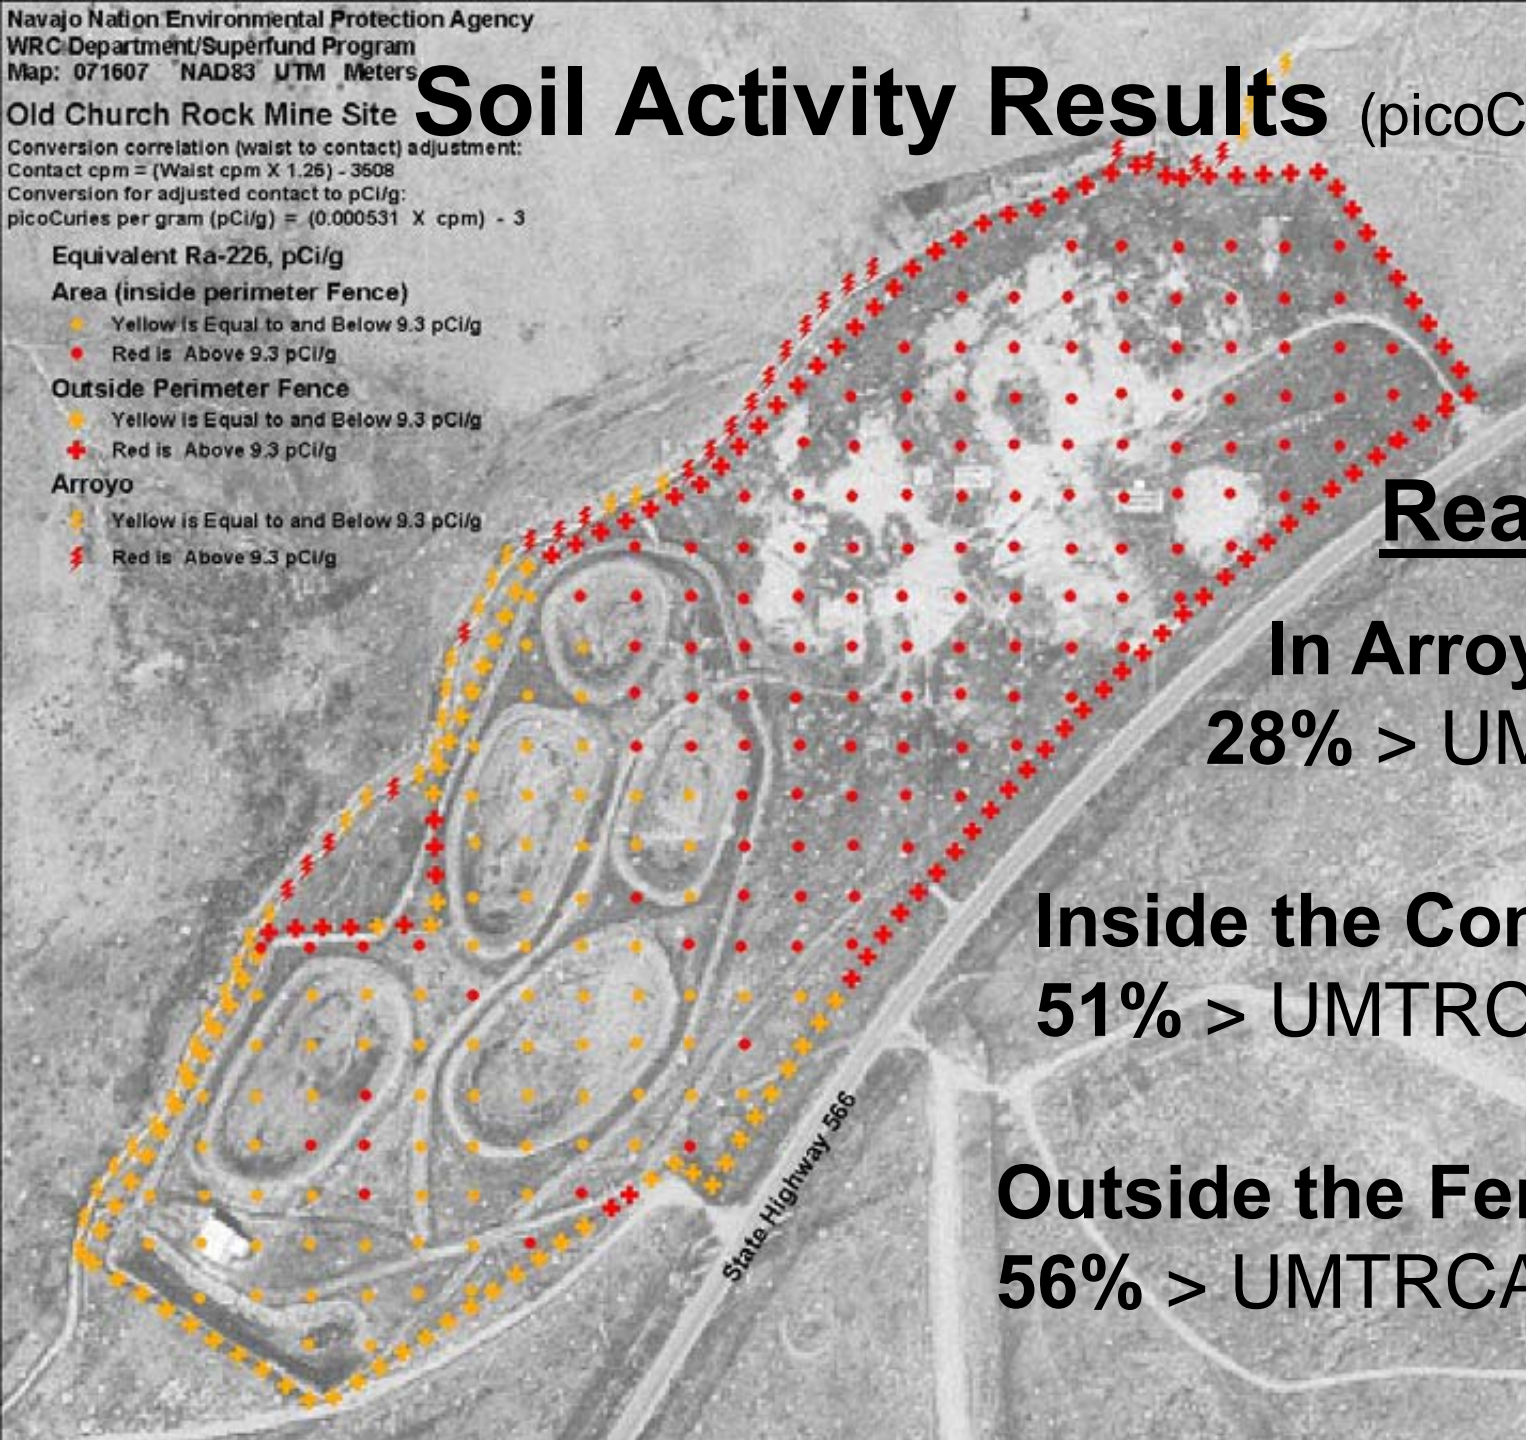 Navajo Nation Environmental Protection Agency
WRC Department/Superfund Program
Map: 071607 NAD83 UTM Meters
Soil Activity Results (picoC
Old Church Rock Mine Site
Conversion correlation (waist to contact) adjustment:
Contact cpm = (Waist cpm X 1.26) - 3508
Conversion for adjusted contact to pCi/g:
picoCuries per gram (pCi/g) = (0.000531 X cpm) - 3
Equivalent Ra-226, pCi/g
Area (inside perimeter Fence)
Yellow is Equal to and Below 9.3 pCi/g
Red is Above 9.3 pCi/g
Outside Perimeter Fence
Yellow is Equal to and Below 9.3 pCi/g
Red is Above 9.3 pCi/g
Arroyo
Yellow is Equal to and Below 9.3 pCi/g
Red is Above 9.3 pCi/g
Rea
In Arroy
28% > UM
Inside the Con
51% > UMTRC
Outside the Fen
56% > UMTRCA
State Highway 566